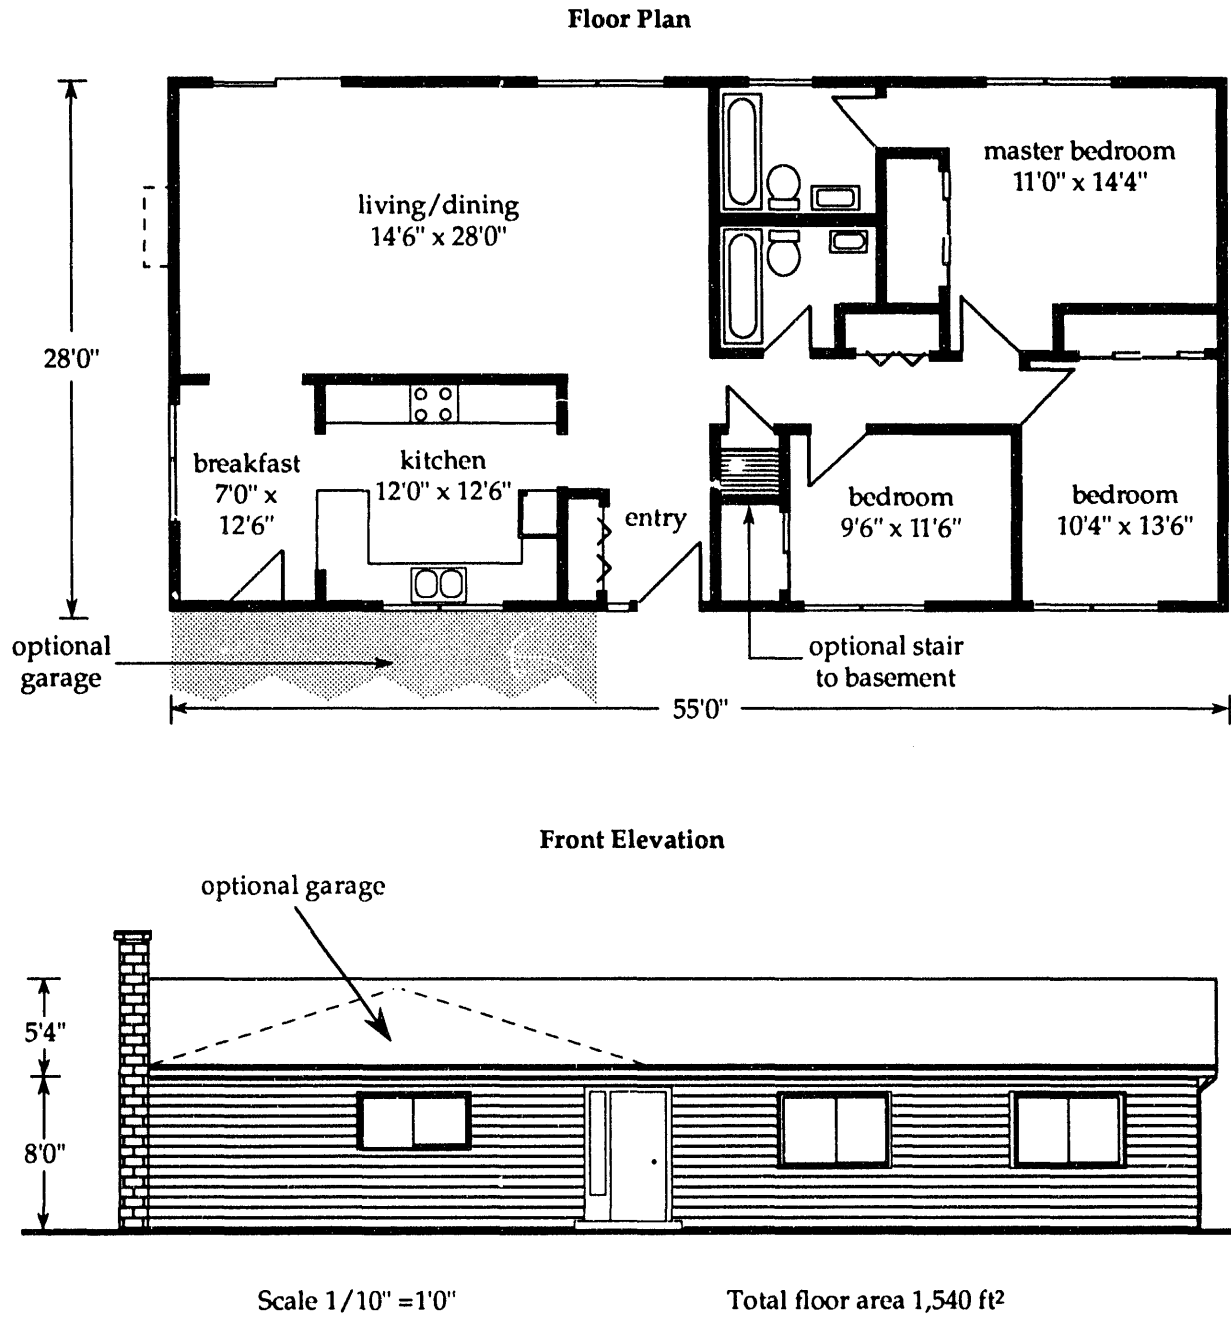 Floor Plan
master bedroom
11'0" x 14'4"
living/dining
14'6" x 28'0"
28'0"
breakfast
7'0" x
12'6"
kitchen
12'0" x 12'6"
entry
bedroom
9'6" x 11'6"
bedroom
10'4" x 13'6"
optional
garage
optional stair
to basement
55'0"
Front Elevation
optional garage
5'4"
8'0"
Scale 1/10" =1'0"
Total floor area 1,540 ft²